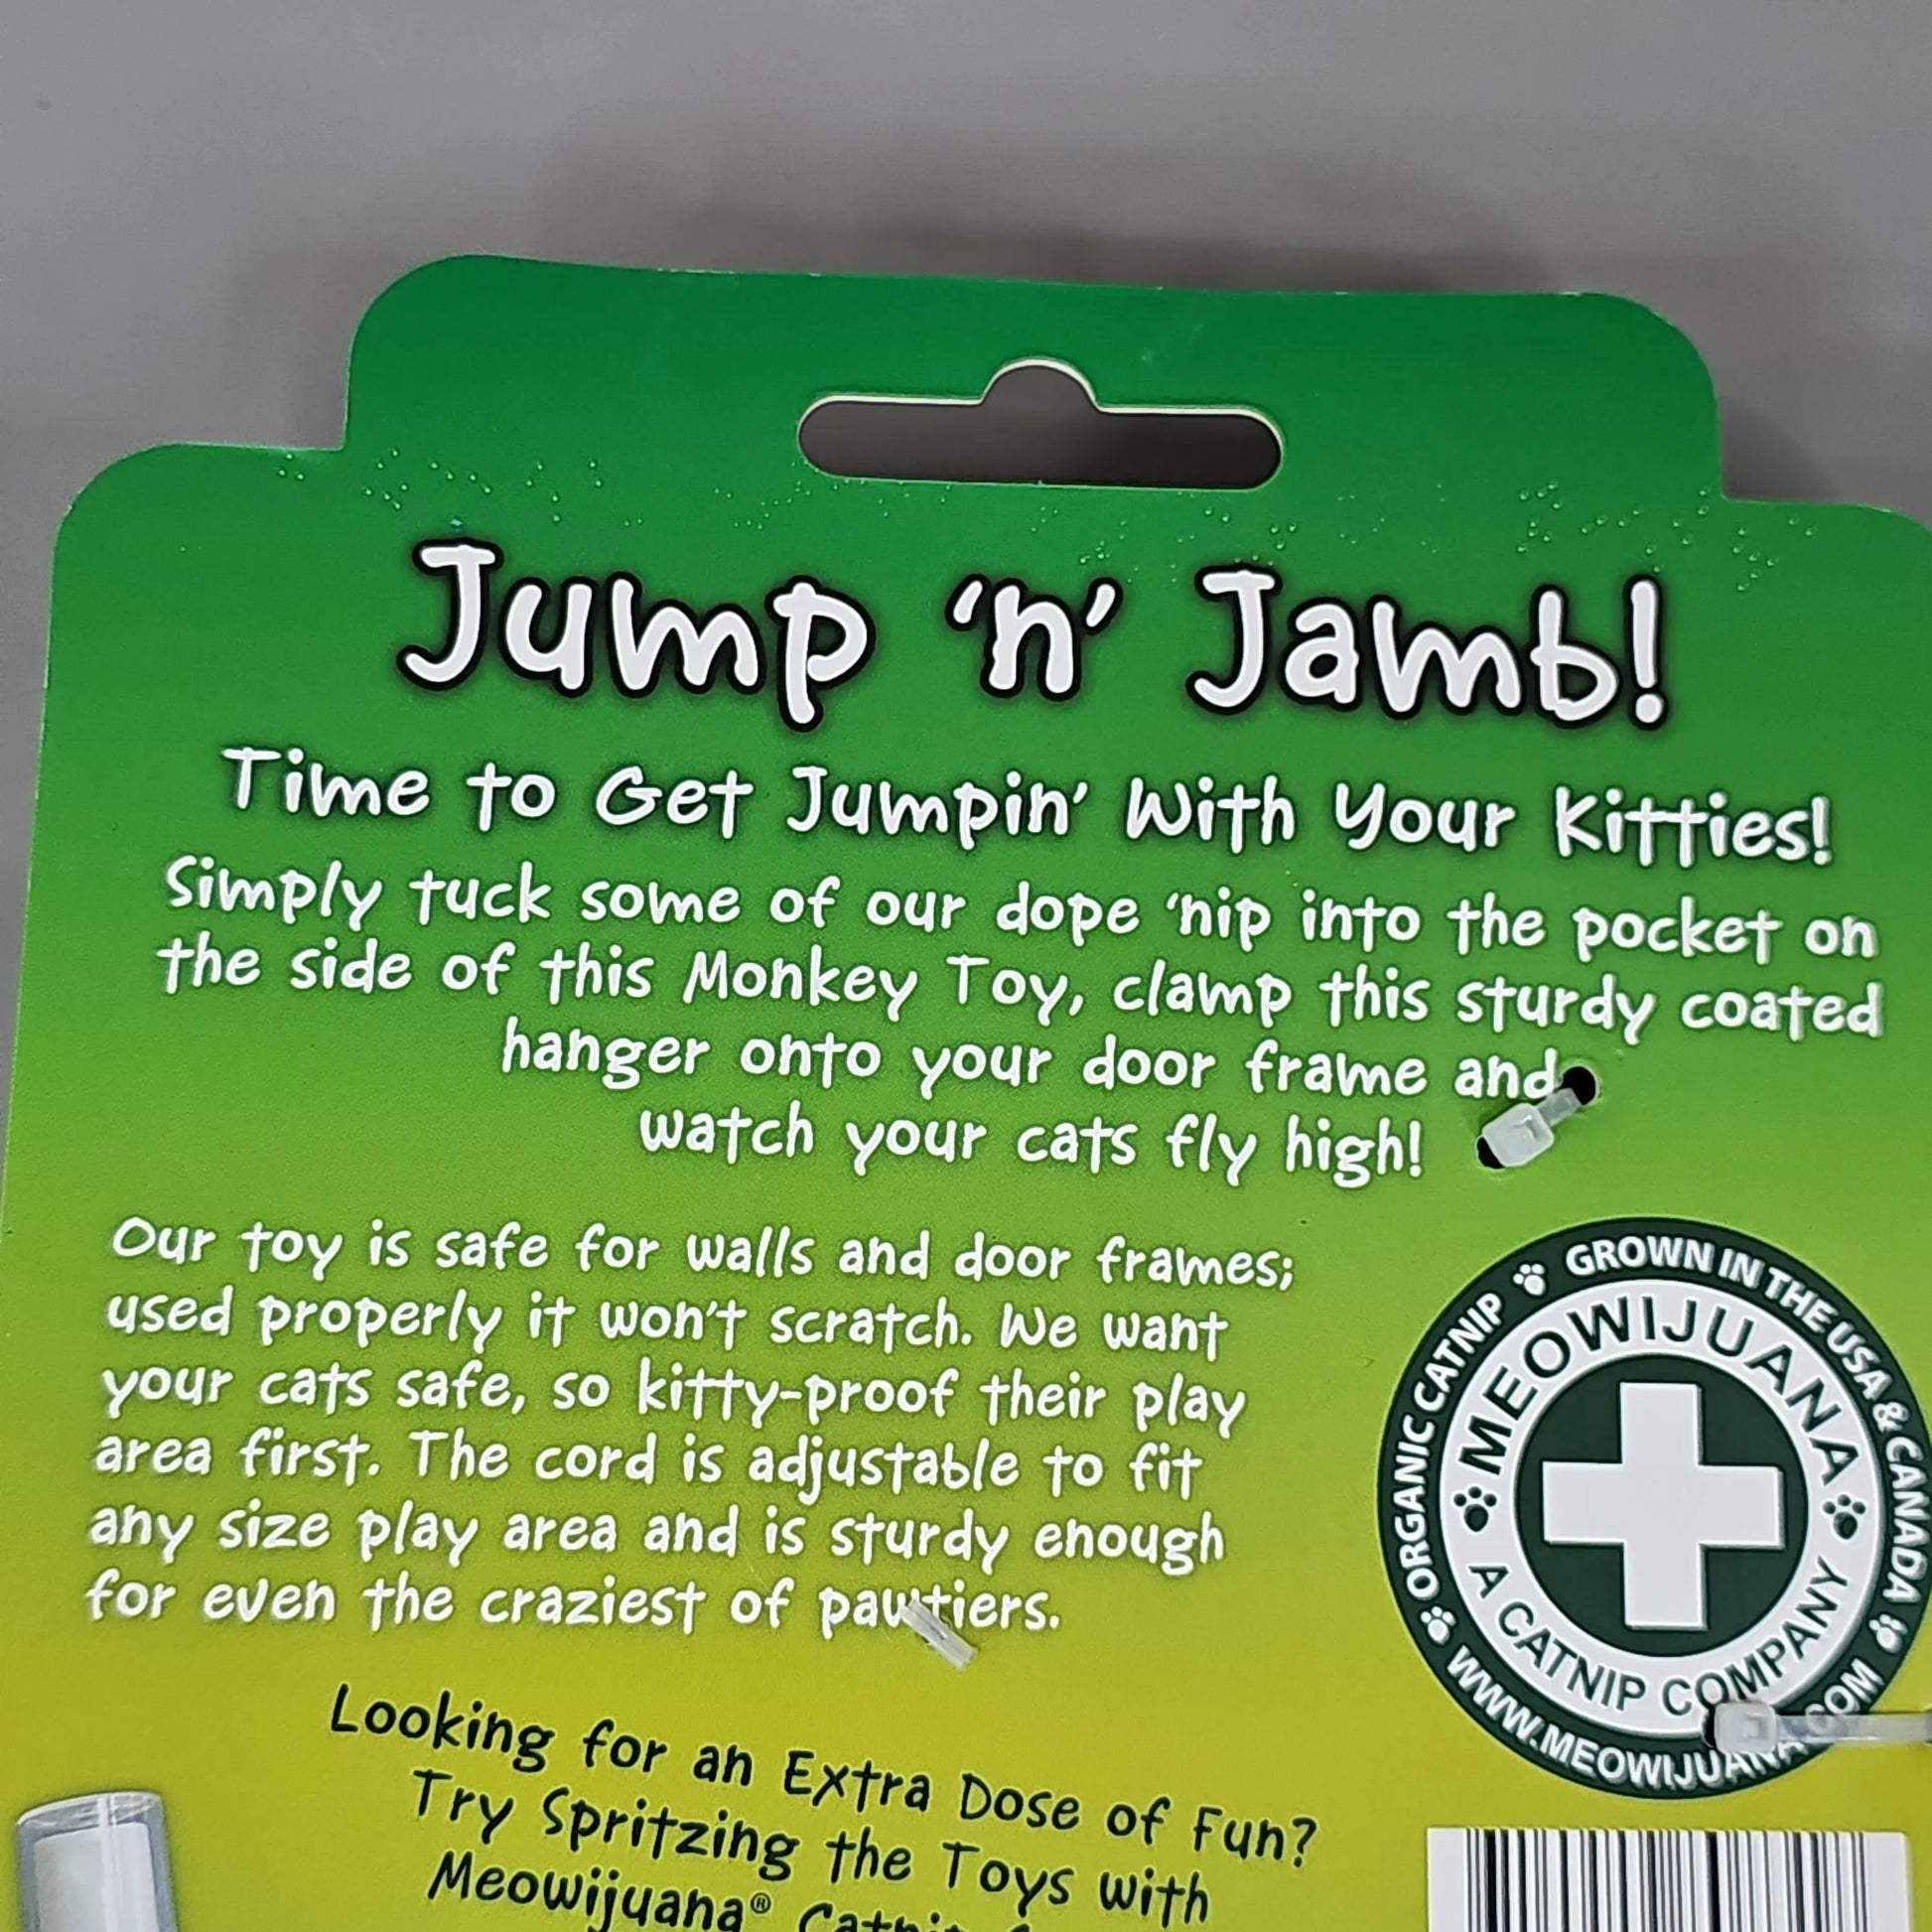 Jump 'n' Jamb!
Time to Get Jumpin' With Your Kitties!
Simply tuck some of our dope 'nip into the pocket on
the side of this Monkey Toy, clamp this sturdy coated
hanger onto your door frame and
watch your cats fly high!
Our toy is safe for walls and door frames;
used properly it won't scratch. We want
your cats safe, so kitty-proof their play
area first. The cord is adjustable to fit
any size play area and is sturdy enough
for even the craziest of pawtiers.
ORGANIC CATNIP GROWN IN THE USA & CANADA
MEOWIJUANA
A CATNIP COMPANY
WWW.MEOWIJUANA.COM
Looking for an Extra Dose of Fun?
Try Spritzing the Toys with
Meowijuana® Catnip